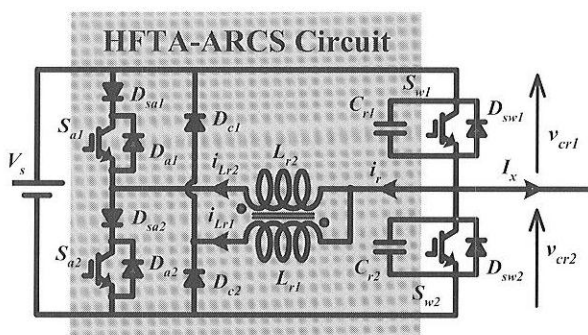 HFTA-ARCS Circuit
D_sa1
S_a1
D_a1
D_c1
C_r1
S_w1
D_sw1
v_cr1
V_s
i_Lr2
L_r2
i_r
I_x
D_sa2
i_Lr1
S_a2
D_a2
D_c2
L_r1
C_r2
S_w2
D_sw2
v_cr2